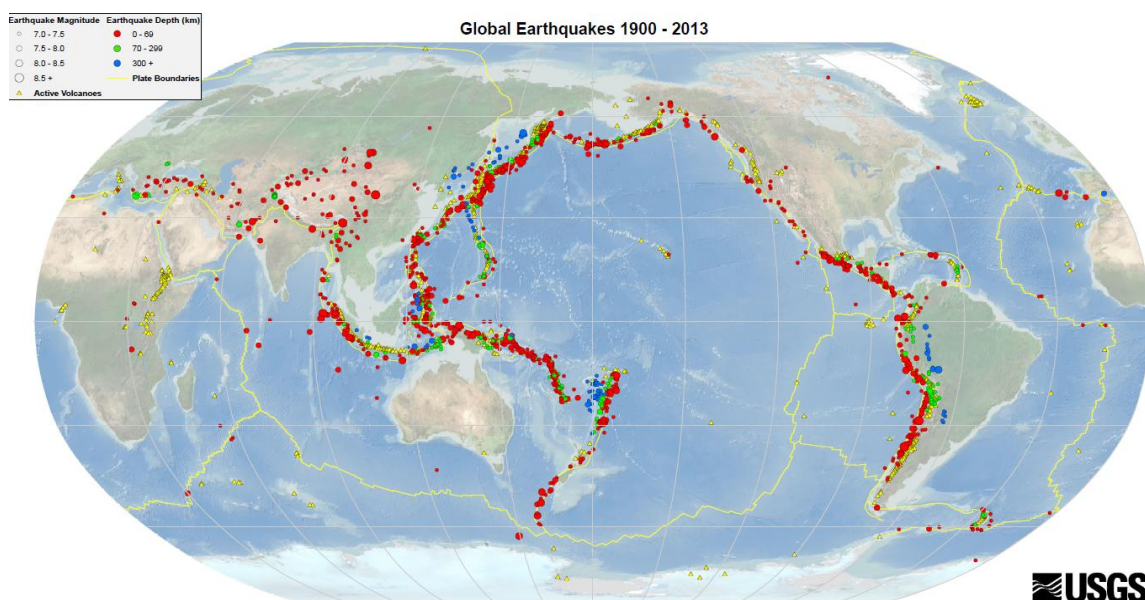 Global Earthquakes 1900 - 2013
Earthquake Magnitude
7.0 - 7.5
7.5 - 8.0
8.0 - 8.5
8.5 +
Active Volcanoes
Earthquake Depth (km)
0 - 69
70 - 299
300 +
Plate Boundaries
USGS